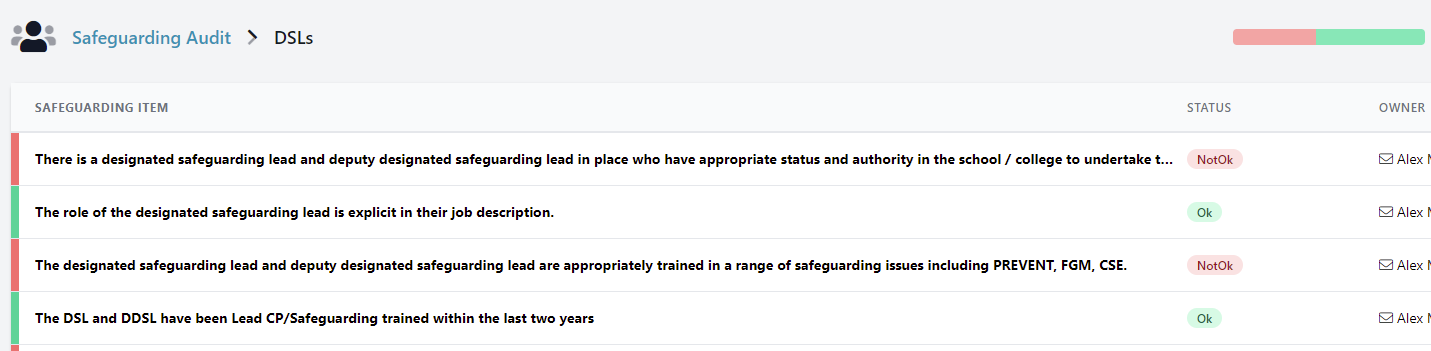 Safeguarding Audit > DSLs
SAFEGUARDING ITEM STATUS OWNER
There is a designated safeguarding lead and deputy designated safeguarding lead in place who have appropriate status and authority in the school / college to undertake t... NotOk Alex
The role of the designated safeguarding lead is explicit in their job description. Ok Alex
The designated safeguarding lead and deputy designated safeguarding lead are appropriately trained in a range of safeguarding issues including PREVENT, FGM, CSE. NotOk Alex
The DSL and DDSL have been Lead CP/Safeguarding trained within the last two years Ok Alex